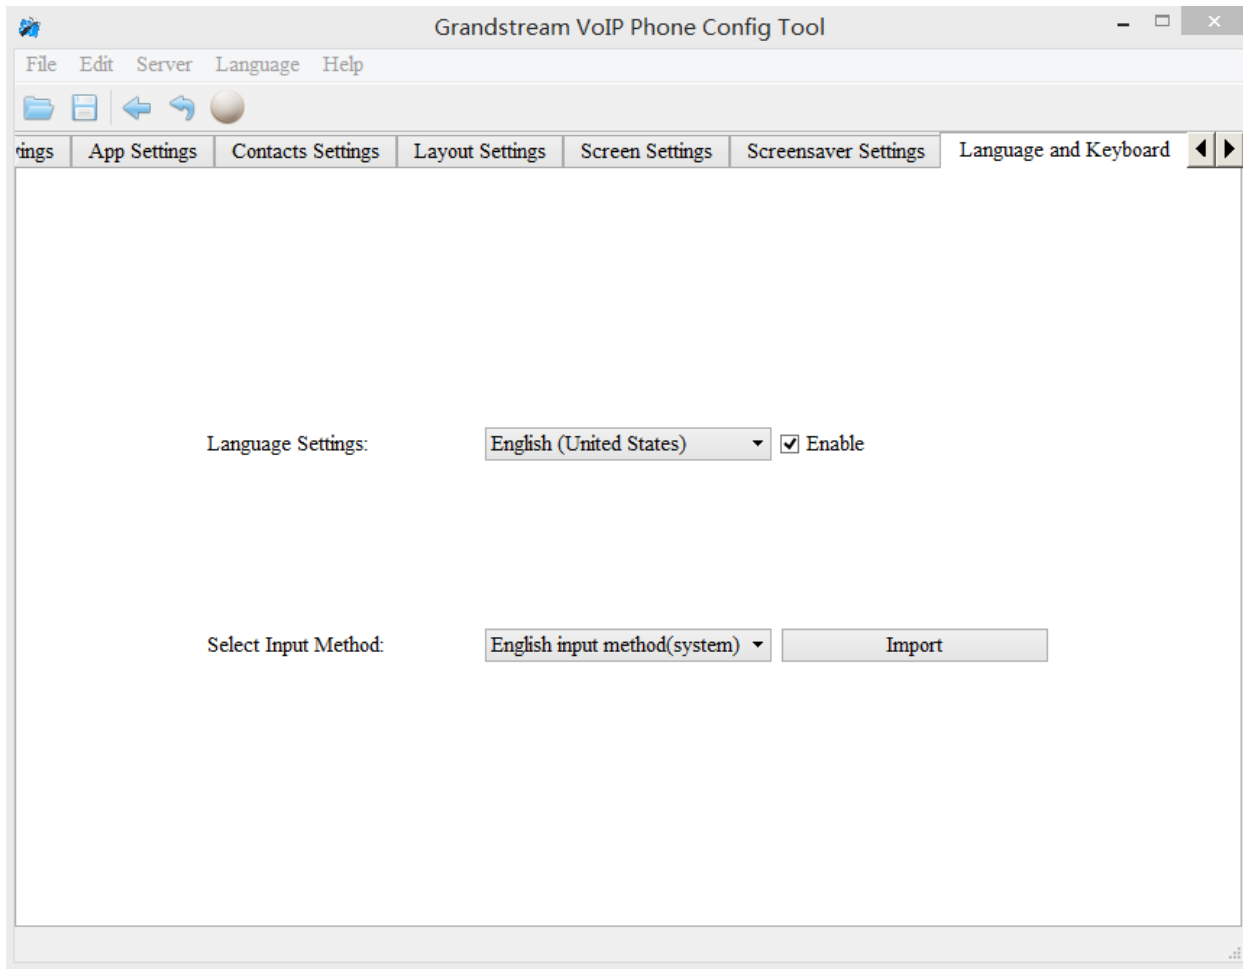 Grandstream VoIP Phone Config Tool
File Edit Server Language Help
App Settings Contacts Settings Layout Settings Screen Settings Screensaver Settings Language and Keyboard
Language Settings: English (United States) Enable
Select Input Method: English input method(system) Import